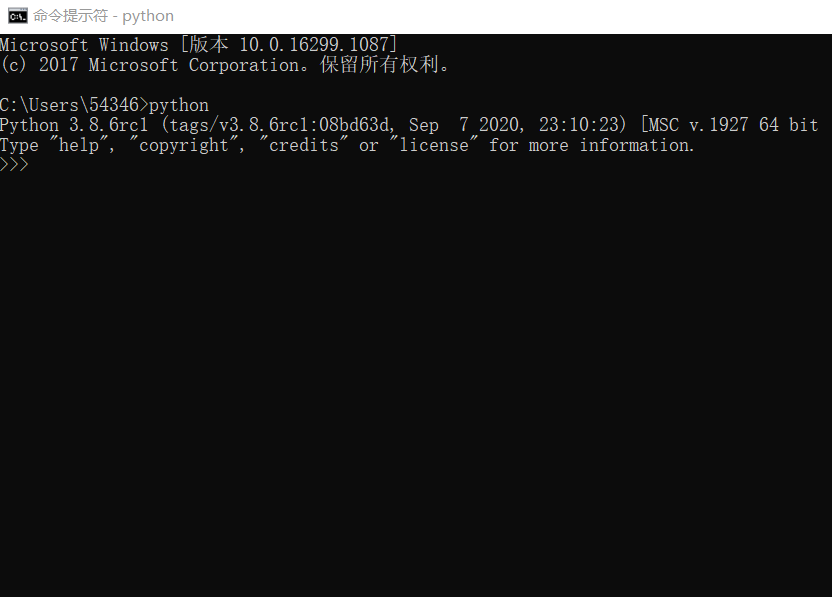 命令提示符 - python
Microsoft Windows [版本 10.0.16299.1087]
(c) 2017 Microsoft Corporation。保留所有权利。
C:\Users\54346>python
Python 3.8.6rc1 (tags/v3.8.6rc1:08bd63d, Sep  7 2020, 23:10:23) [MSC v.1927 64 bit
Type "help", "copyright", "credits" or "license" for more information.
>>>